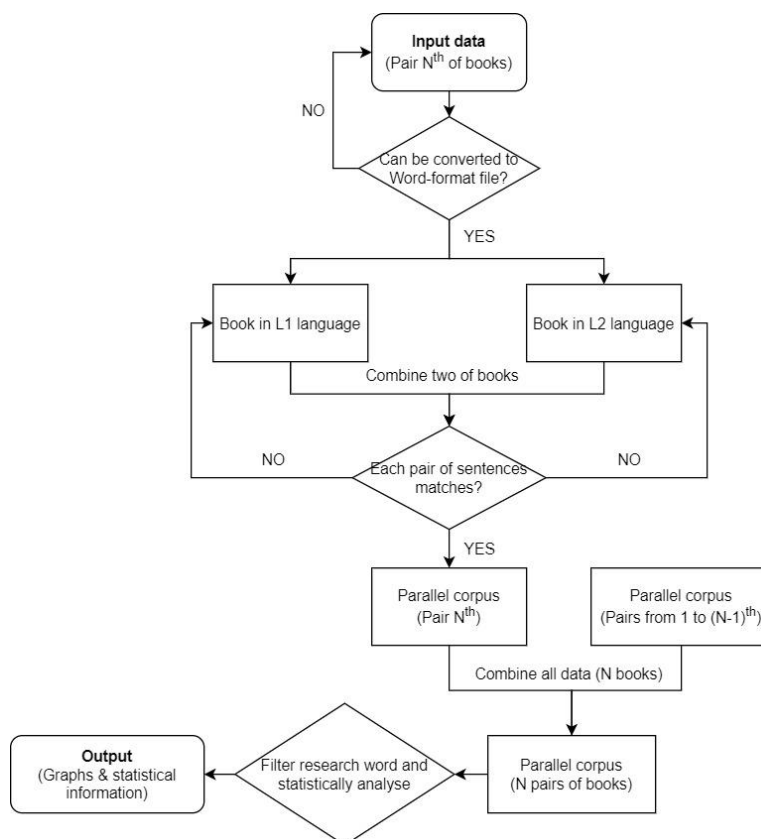 Input data
(Pair Nth of books)
NO
Can be converted to
Word-format file?
YES
Book in L1 language
Book in L2 language
Combine two of books
NO
Each pair of sentences
matches?
NO
YES
Parallel corpus
(Pair Nth)
Parallel corpus
(Pairs from 1 to (N-1)th)
Combine all data (N books)
Output
(Graphs & statistical
information)
Filter research word and
statistically analyse
Parallel corpus
(N pairs of books)